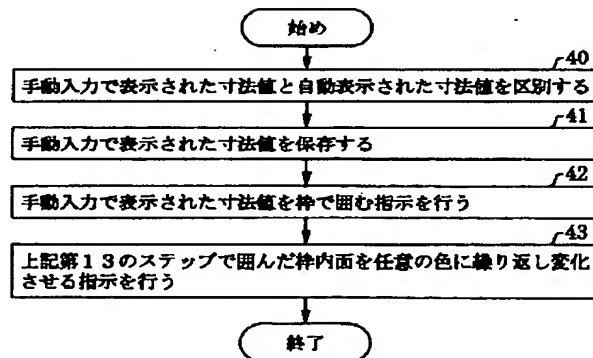 始め
40
手動入力で表示された寸法値と自動表示された寸法値を区別する
41
手動入力で表示された寸法値を保存する
42
手動入力で表示された寸法値を枠で囲む指示を行う
43
上記第13のステップで囲んだ枠内面を任意の色に繰り返し変化
させる指示を行う
終了